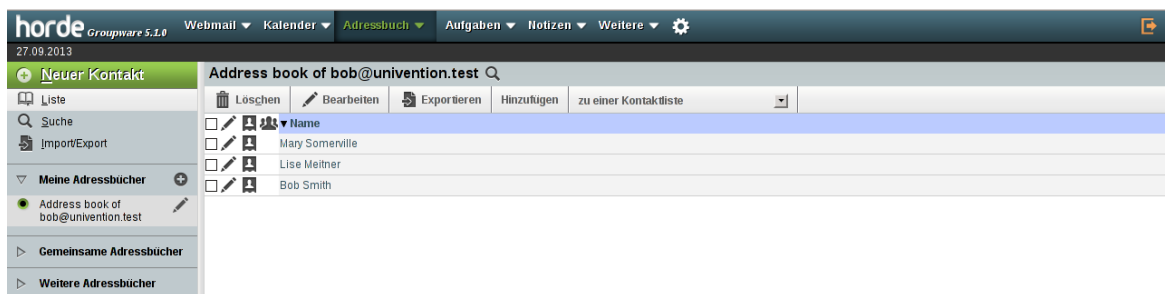 horde Groupware 5.1.0 Webmail Kalender Adressbuch Aufgaben Notizen Weitere
27.09.2013
Neuer Kontakt
Liste
Suche
Import/Export
Meine Adressbücher
Address book of
bob@univention.test
Gemeinsame Adressbücher
Weitere Adressbücher
Address book of bob@univention.test
Löschen Bearbeiten Exportieren Hinzufügen zu einer Kontaktliste
Name
Mary Somerville
Lise Meitner
Bob Smith